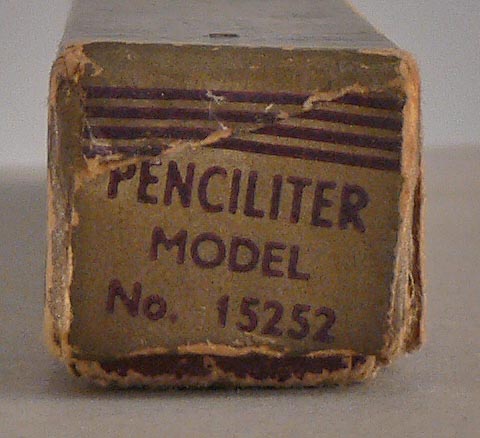 PENCILITER
MODEL
No. 15252